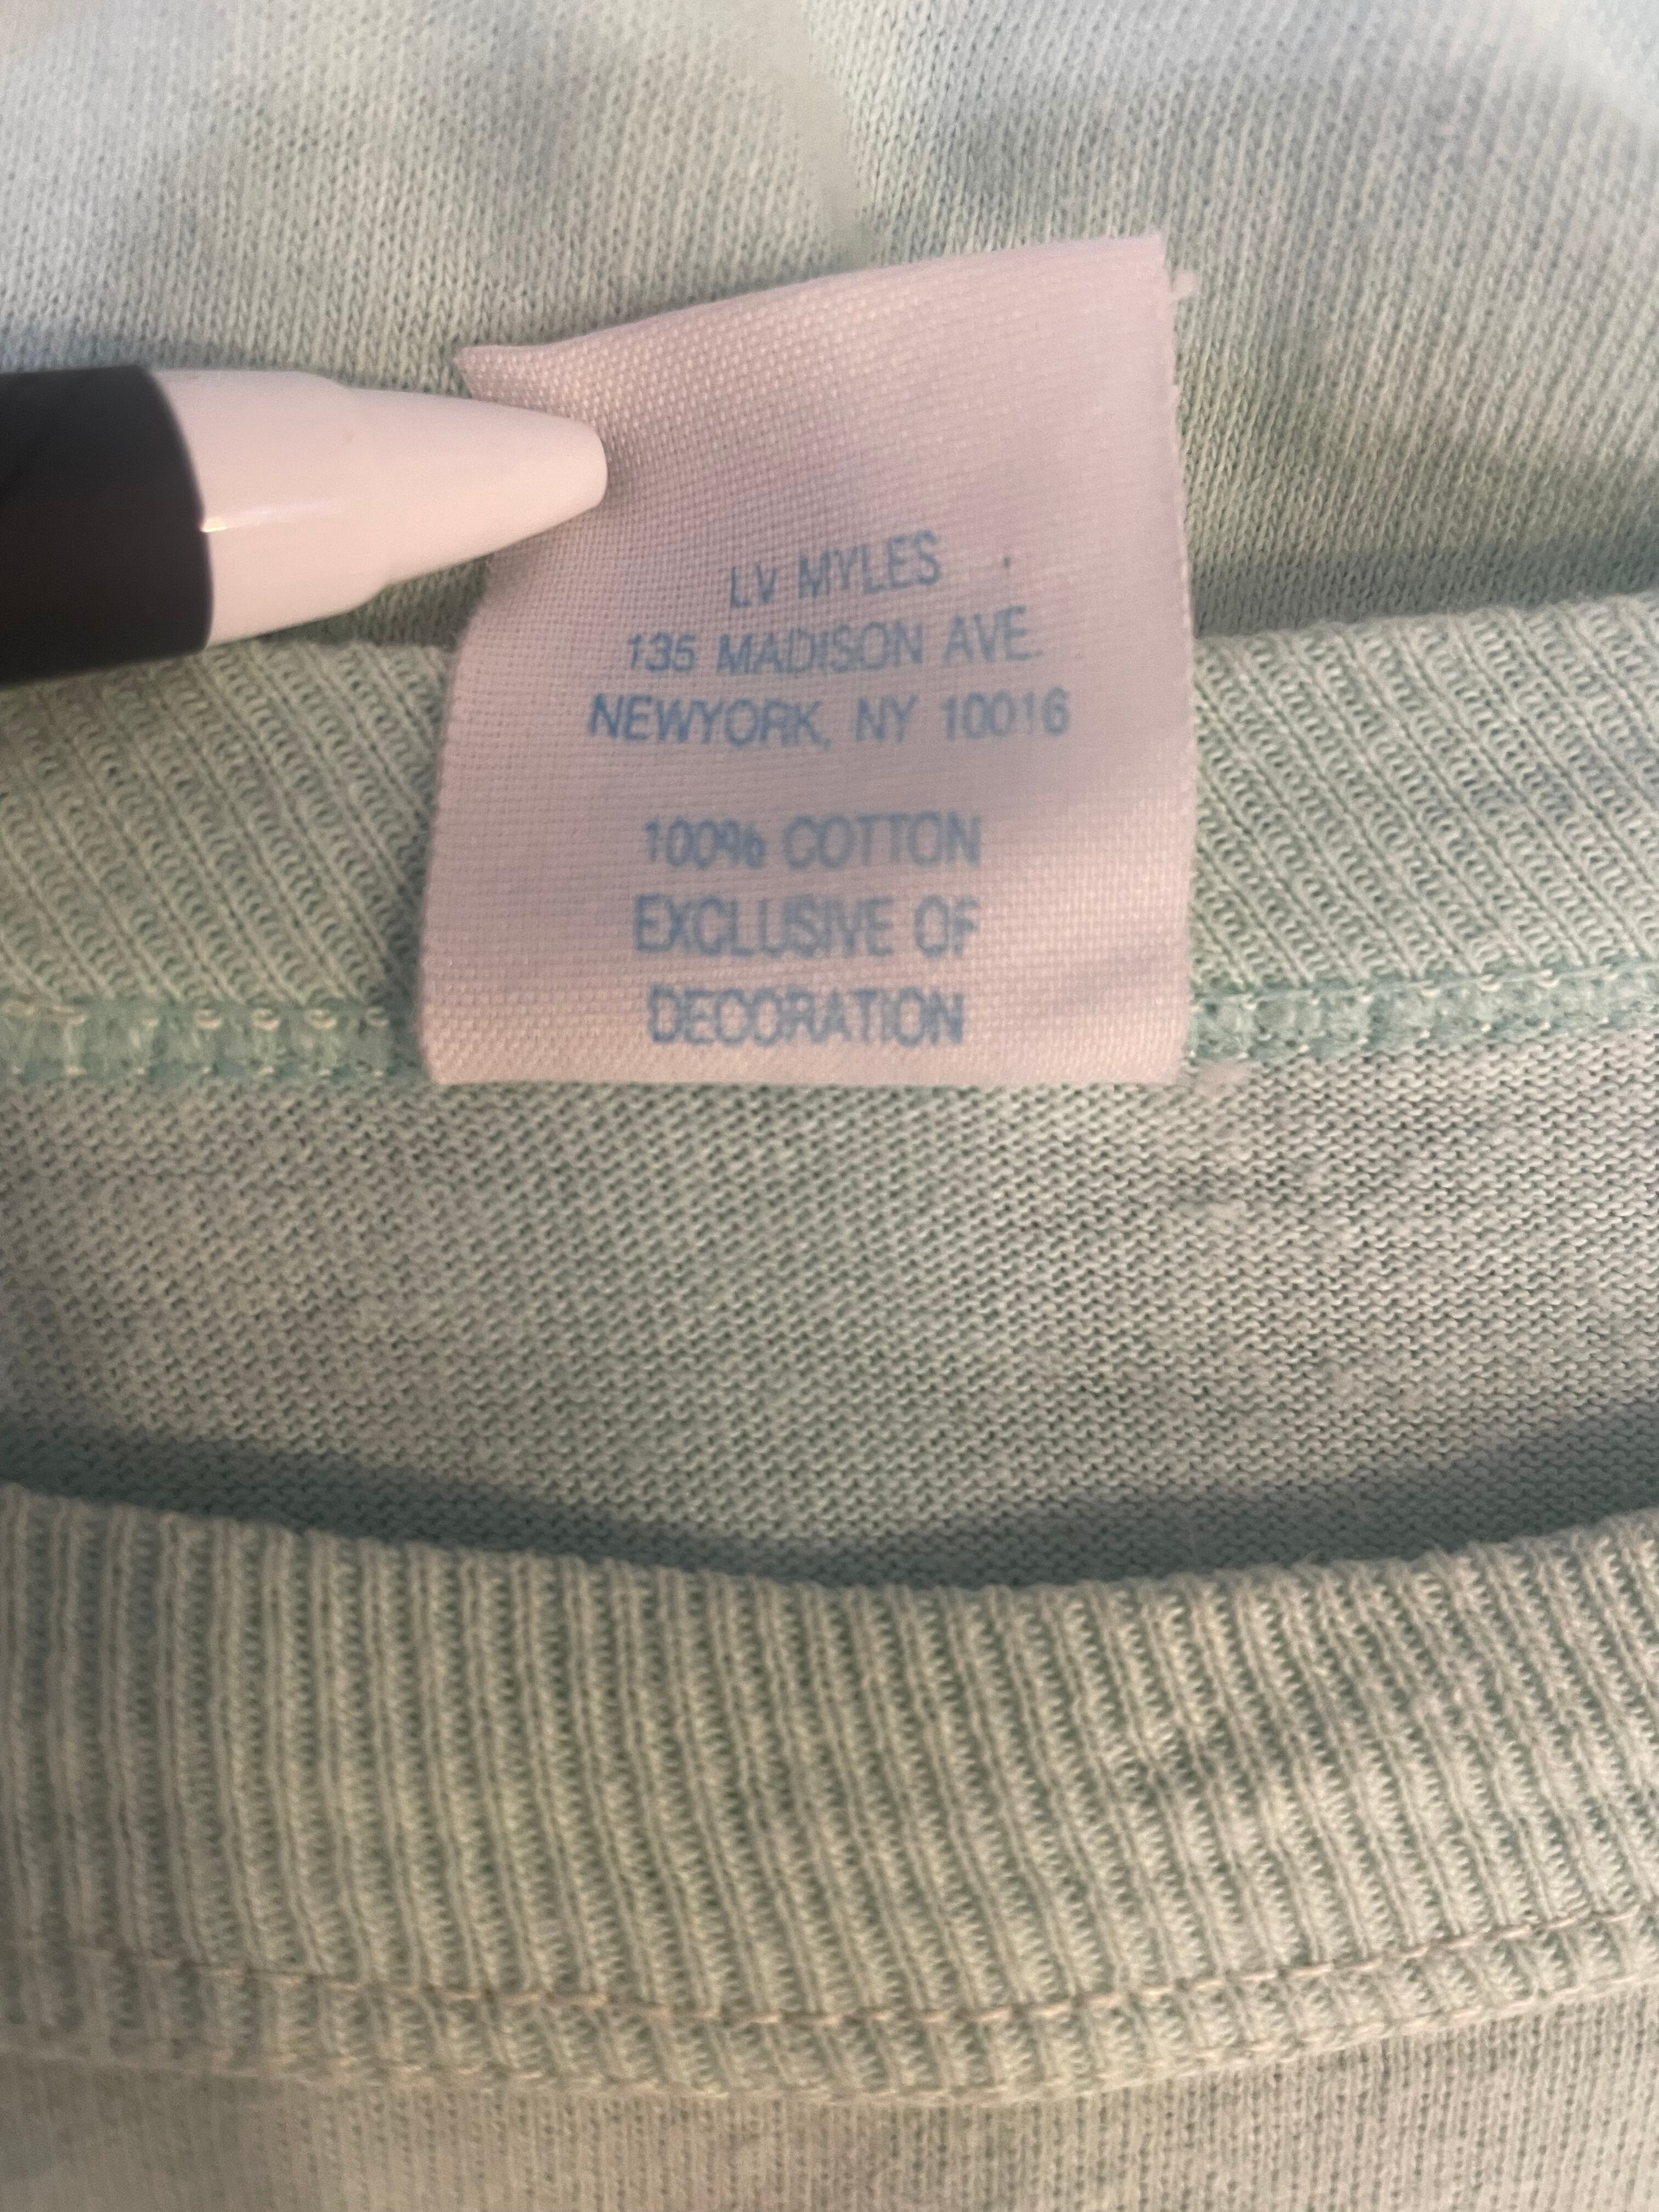 LV MYLES
135 MADISON AVE.
NEWYORK, NY 10016
100% COTTON
EXCLUSIVE OF
DECORATION